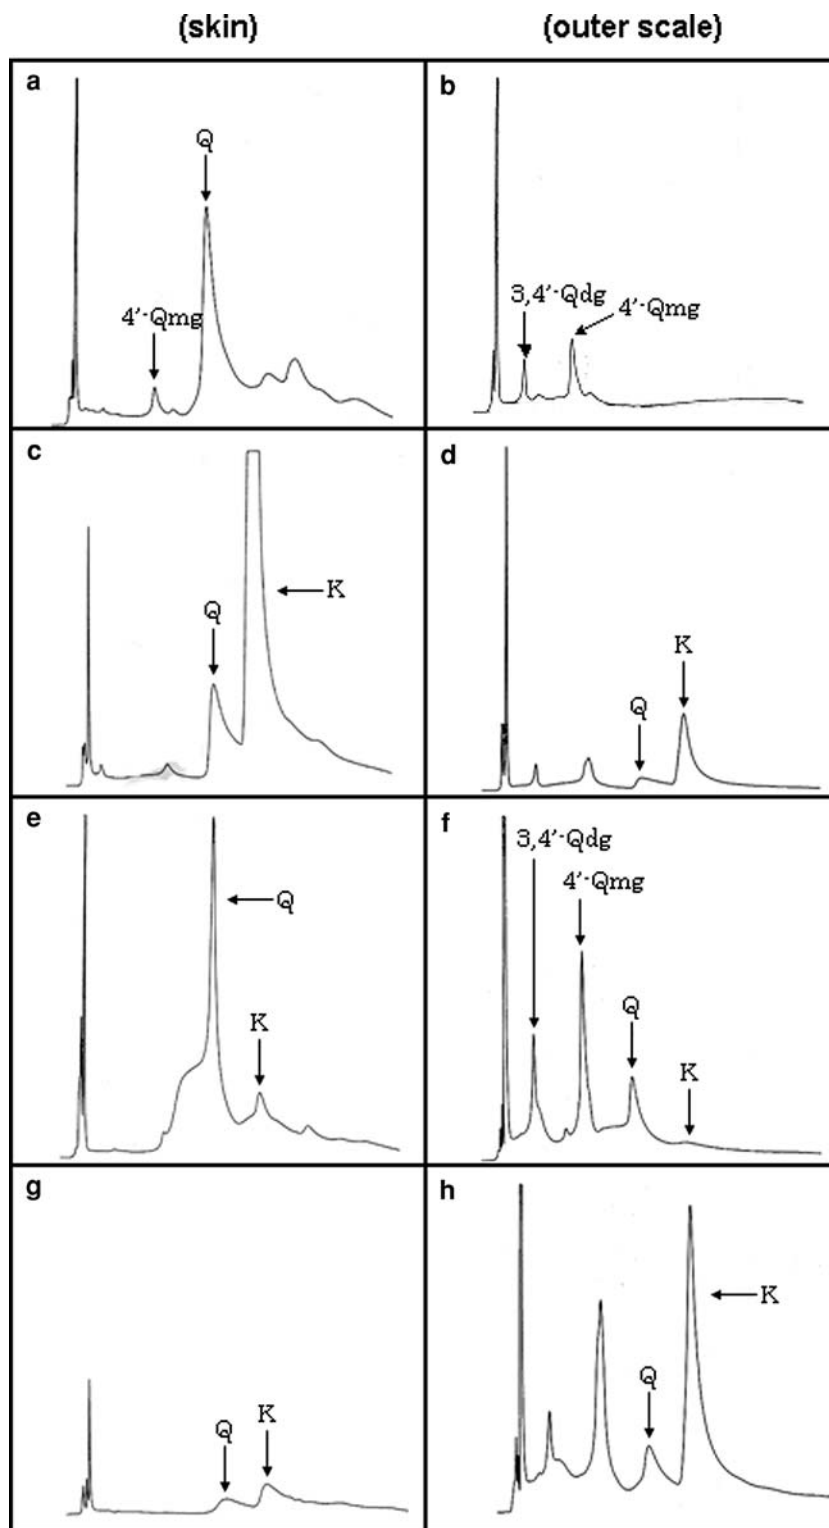 (skin)
(outer scale)
a
Q
4'-Qmg
b
3,4'-Qdg
4'-Qmg
c
Q
K
d
K
Q
e
Q
K
f
3,4'-Qdg
4'-Qmg
Q
K
g
Q
K
h
K
Q